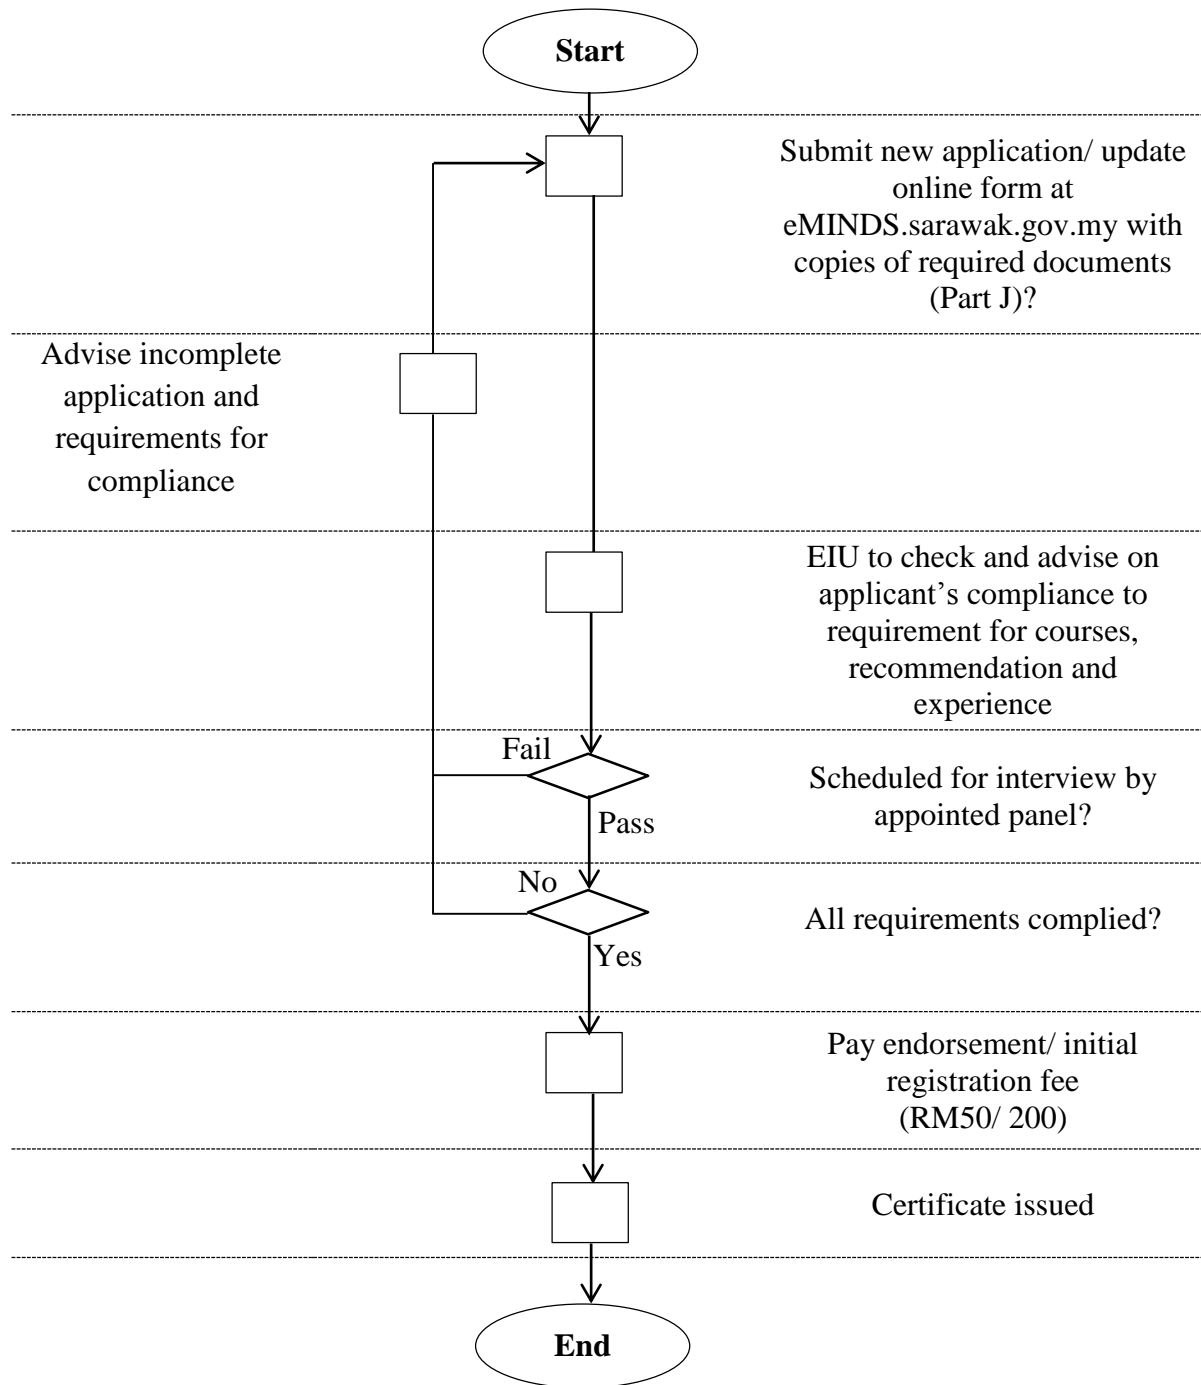 Start
Submit new application/ update
online form at
eMINDS.sarawak.gov.my with
copies of required documents
(Part J)?
Advise incomplete
application and
requirements for
compliance
EIU to check and advise on
applicant’s compliance to
requirement for courses,
recommendation and
experience
Fail
Scheduled for interview by
appointed panel?
Pass
No
All requirements complied?
Yes
Pay endorsement/ initial
registration fee
(RM50/ 200)
Certificate issued
End